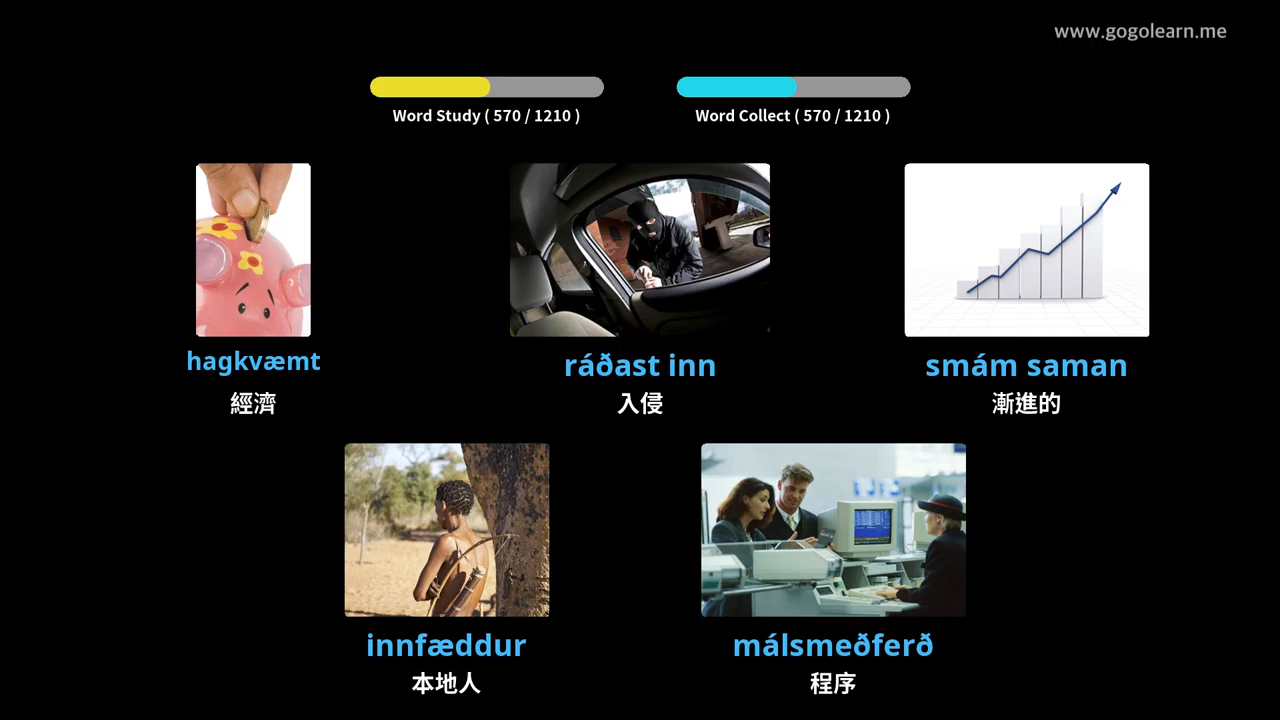 www.gogolearn.me
Word Study ( 570 / 1210 )
Word Collect ( 570 / 1210 )
hagkvæmt
經濟
ráðast inn
入侵
smám saman
漸進的
innfæddur
本地人
málsmeðferð
程序